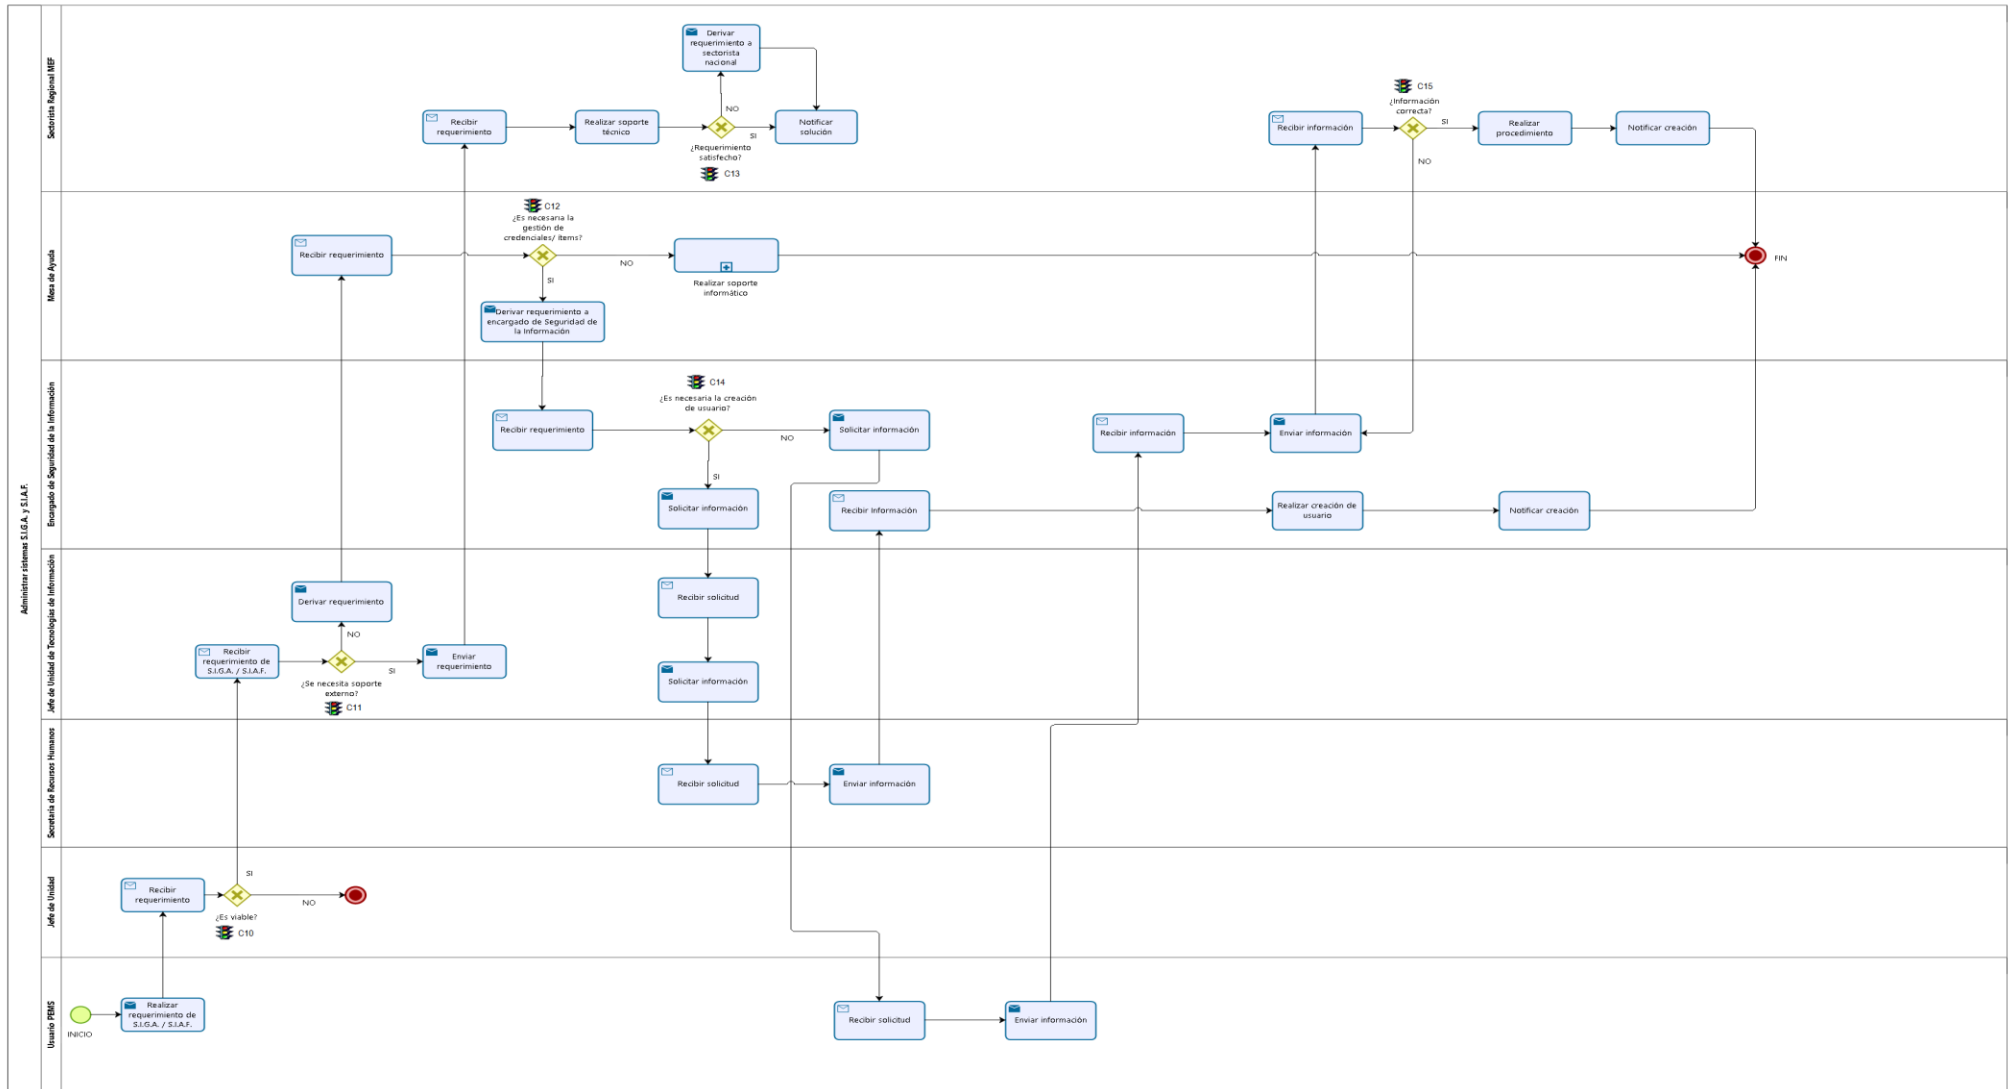 Administrar sistemas S.I.G.A. y S.I.A.F.
Sectorista Regional MEF
Derivar
requerimiento a
sectorista
nacional
Recibir
requerimiento
Realizar soporte
técnico
NO
SI
¿Requerimiento
satisfecho?
C13
Notificar
solución
Recibir información
C15
¿Información
correcta?
SI
NO
Realizar
procedimiento
Notificar creación
Mesa de Ayuda
Recibir requerimiento
C12
¿Es necesaria la
gestión de
credenciales/ ítems?
NO
SI
Realizar soporte
informático
FIN
Derivar requerimiento a
encargado de Seguridad de
la Información
Encargado de Seguridad de la Información
Recibir requerimiento
C14
¿Es necesaria la creación
de usuario?
NO
SI
Solicitar información
Solicitar información
Recibir Información
Recibir información
Enviar información
Realizar creación de
usuario
Notificar creación
Jefe de Unidad de Tecnologías de Información
Derivar requerimiento
NO
Recibir
requerimiento de
S.I.G.A. / S.I.A.F.
SI
¿Se necesita soporte
externo?
C11
Enviar
requerimiento
Recibir solicitud
Solicitar información
Secretaria de Recursos Humanos
Recibir solicitud
Enviar información
Jefe de Unidad
Recibir
requerimiento
SI
NO
¿Es viable?
C10
Usuario PEMS
INICIO
Realizar
requerimiento de
S.I.G.A. / S.I.A.F.
Recibir solicitud
Enviar información